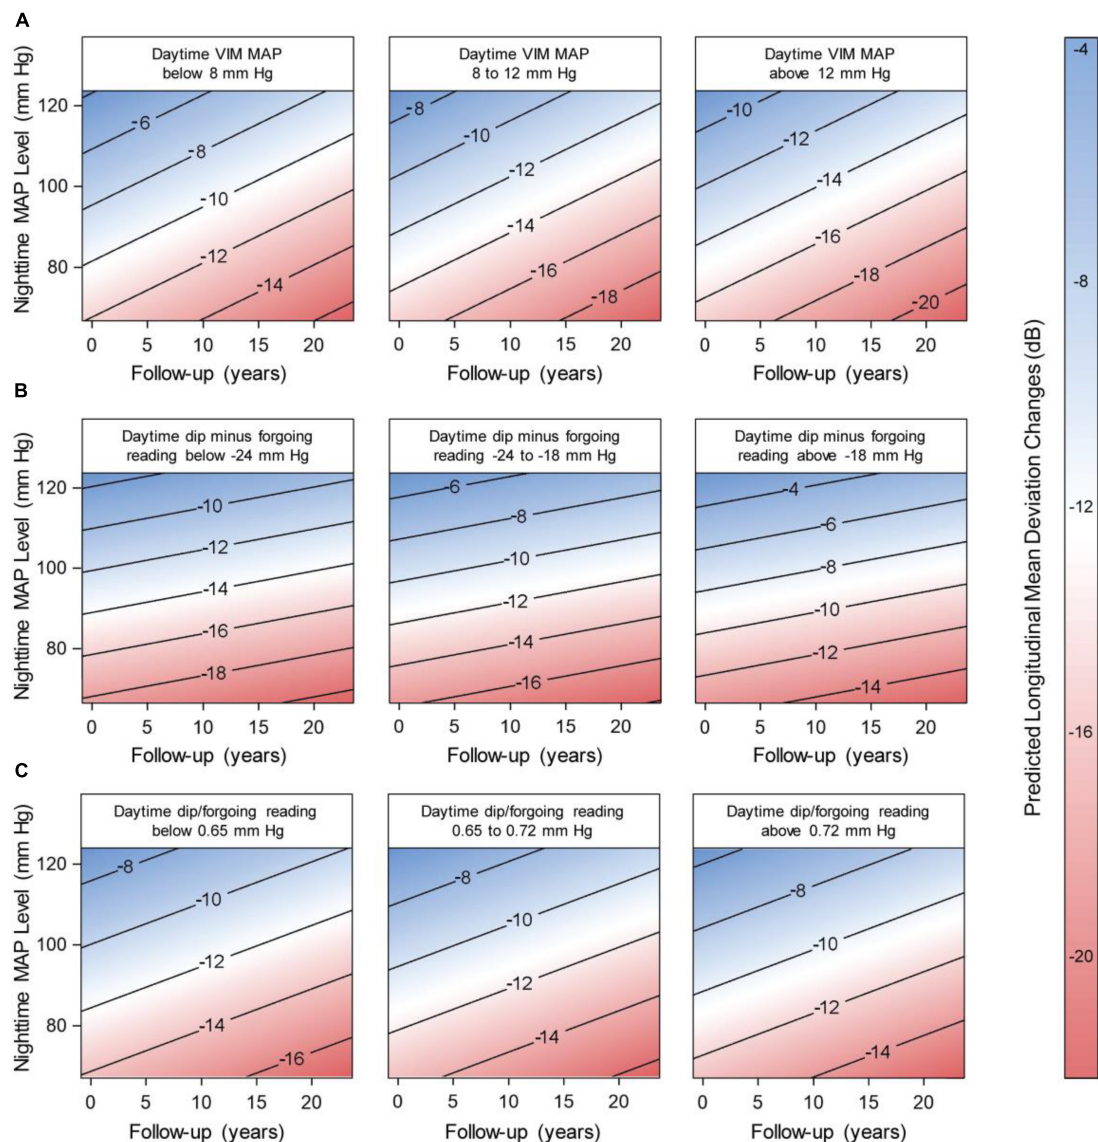 A
Daytime VIM MAP
below 8 mm Hg
Daytime VIM MAP
8 to 12 mm Hg
Daytime VIM MAP
above 12 mm Hg
Nighttime MAP Level (mm Hg)
120
100
80
-6
-8
-10
-12
-14
-8
-10
-12
-14
-16
-18
-10
-12
-14
-16
-18
-20
0 5 10 15 20
0 5 10 15 20
0 5 10 15 20
Follow-up (years)
Follow-up (years)
Follow-up (years)
B
Daytime dip minus forgoing
reading below -24 mm Hg
Daytime dip minus forgoing
reading -24 to -18 mm Hg
Daytime dip minus forgoing
reading above -18 mm Hg
Nighttime MAP Level (mm Hg)
120
100
80
-10
-12
-14
-16
-18
-6
-8
-10
-12
-14
-16
-4
-6
-8
-10
-12
-14
0 5 10 15 20
0 5 10 15 20
0 5 10 15 20
Follow-up (years)
Follow-up (years)
Follow-up (years)
C
Daytime dip/forgoing reading
below 0.65 mm Hg
Daytime dip/forgoing reading
0.65 to 0.72 mm Hg
Daytime dip/forgoing reading
above 0.72 mm Hg
Nighttime MAP Level (mm Hg)
120
100
80
-8
-10
-12
-14
-16
-8
-10
-12
-14
-8
-10
-12
-14
0 5 10 15 20
0 5 10 15 20
0 5 10 15 20
Follow-up (years)
Follow-up (years)
Follow-up (years)
Predicted Longitudinal Mean Deviation Changes (dB)
-4
-8
-12
-16
-20